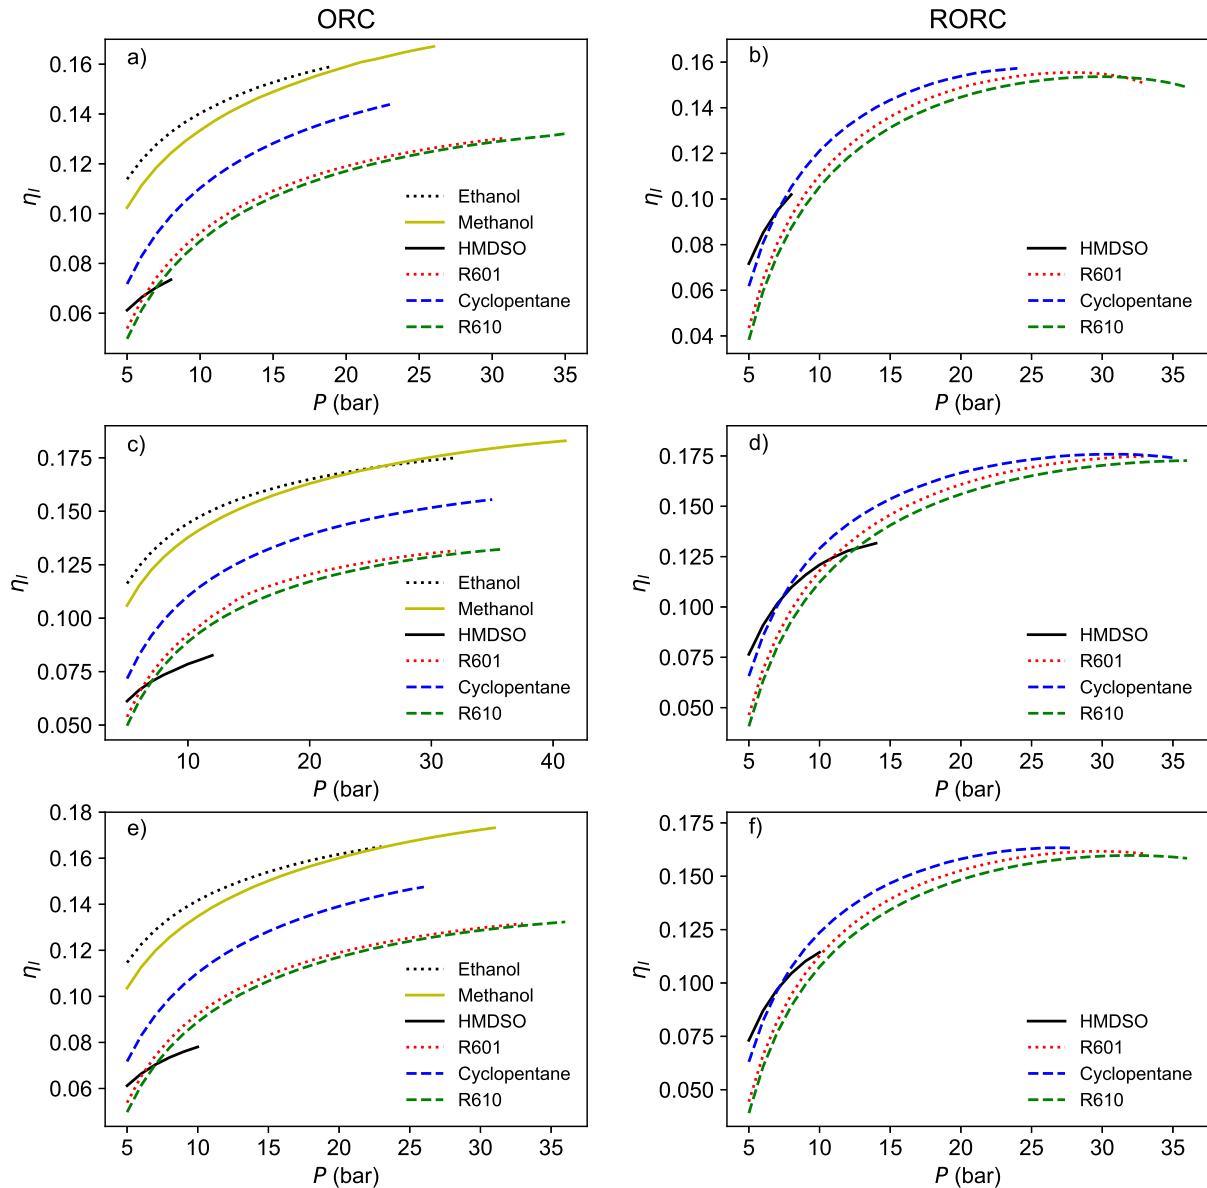 ORC
RORC
a)
0.16
0.14
0.12
0.10
0.08
0.06
η_I
Ethanol
Methanol
HMDSO
R601
Cyclopentane
R610
5 10 15 20 25 30 35
P (bar)
b)
0.16
0.14
0.12
0.10
0.08
0.06
0.04
η_I
HMDSO
R601
Cyclopentane
R610
5 10 15 20 25 30 35
P (bar)
c)
0.175
0.150
0.125
0.100
0.075
0.050
η_I
Ethanol
Methanol
HMDSO
R601
Cyclopentane
R610
10 20 30 40
P (bar)
d)
0.175
0.150
0.125
0.100
0.075
0.050
η_I
HMDSO
R601
Cyclopentane
R610
5 10 15 20 25 30 35
P (bar)
e)
0.18
0.16
0.14
0.12
0.10
0.08
0.06
η_I
Ethanol
Methanol
HMDSO
R601
Cyclopentane
R610
5 10 15 20 25 30 35
P (bar)
f)
0.175
0.150
0.125
0.100
0.075
0.050
η_I
HMDSO
R601
Cyclopentane
R610
5 10 15 20 25 30 35
P (bar)